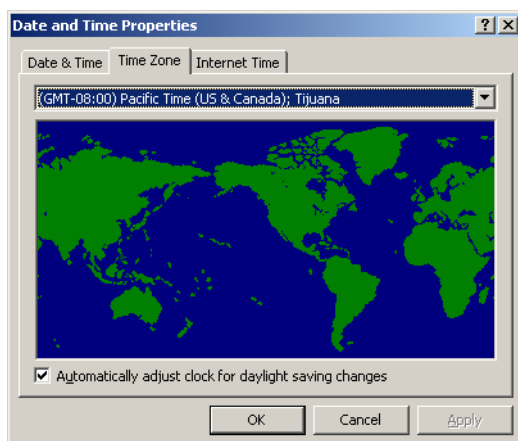 Date and Time Properties
Date & Time Time Zone Internet Time
(GMT-08:00) Pacific Time (US & Canada); Tijuana
Automatically adjust clock for daylight saving changes
OK Cancel Apply